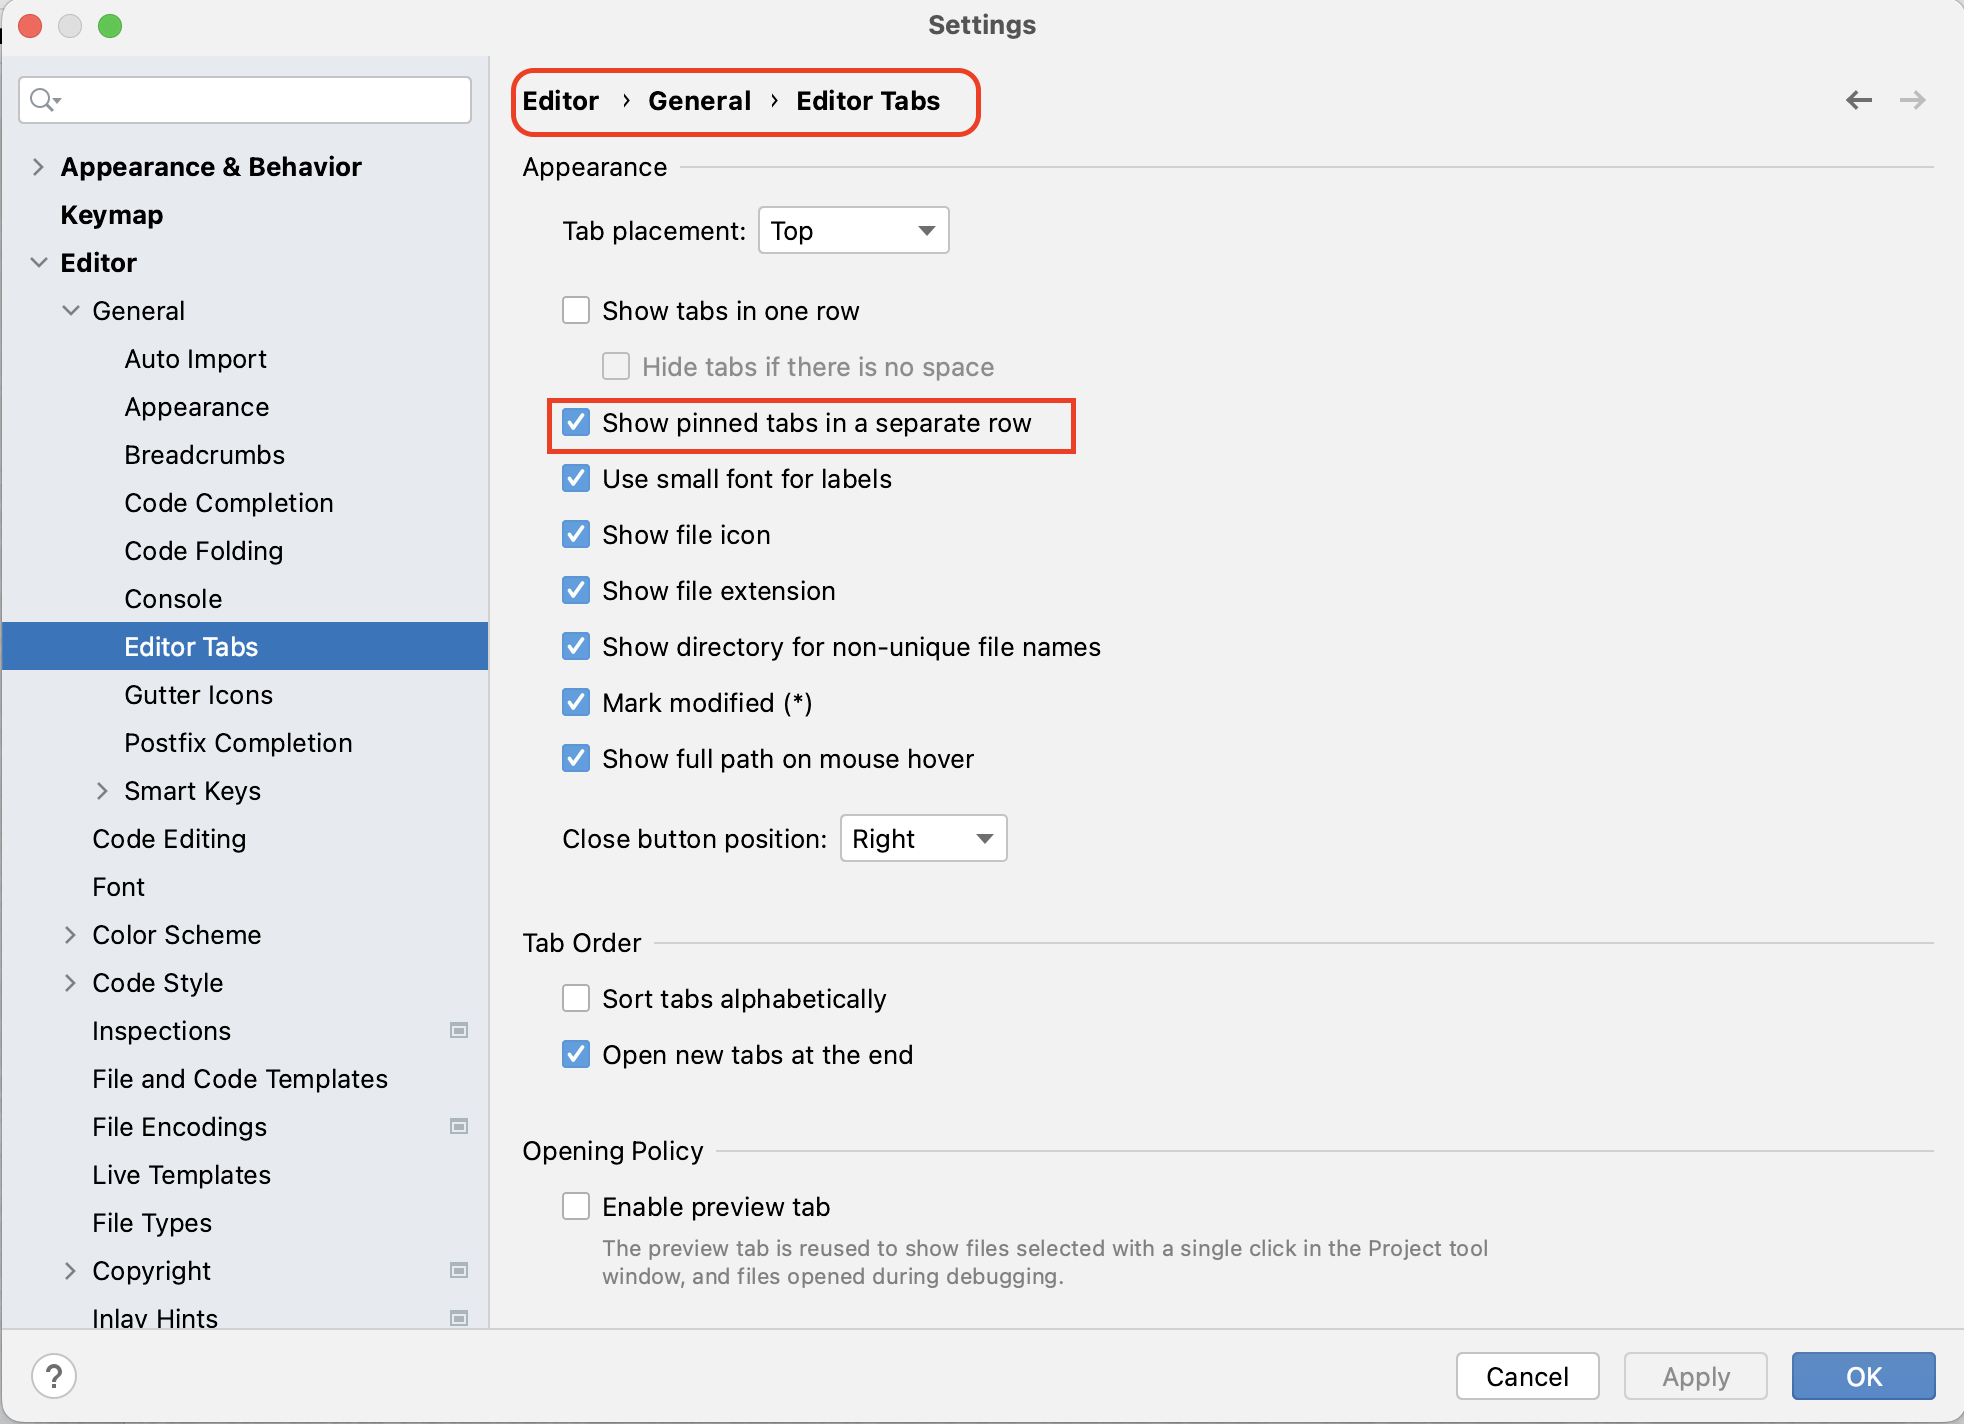 Settings
Appearance & Behavior
Keymap
Editor
General
Auto Import
Appearance
Breadcrumbs
Code Completion
Code Folding
Console
Editor Tabs
Gutter Icons
Postfix Completion
Smart Keys
Code Editing
Font
Color Scheme
Code Style
Inspections
File and Code Templates
File Encodings
Live Templates
File Types
Copyright
Inlay Hints
Editor › General › Editor Tabs
Appearance
Tab placement: Top
Show tabs in one row
Hide tabs if there is no space
Show pinned tabs in a separate row
Use small font for labels
Show file icon
Show file extension
Show directory for non-unique file names
Mark modified (*)
Show full path on mouse hover
Close button position: Right
Tab Order
Sort tabs alphabetically
Open new tabs at the end
Opening Policy
Enable preview tab
The preview tab is reused to show files selected with a single click in the Project tool
window, and files opened during debugging.
?
Cancel Apply OK